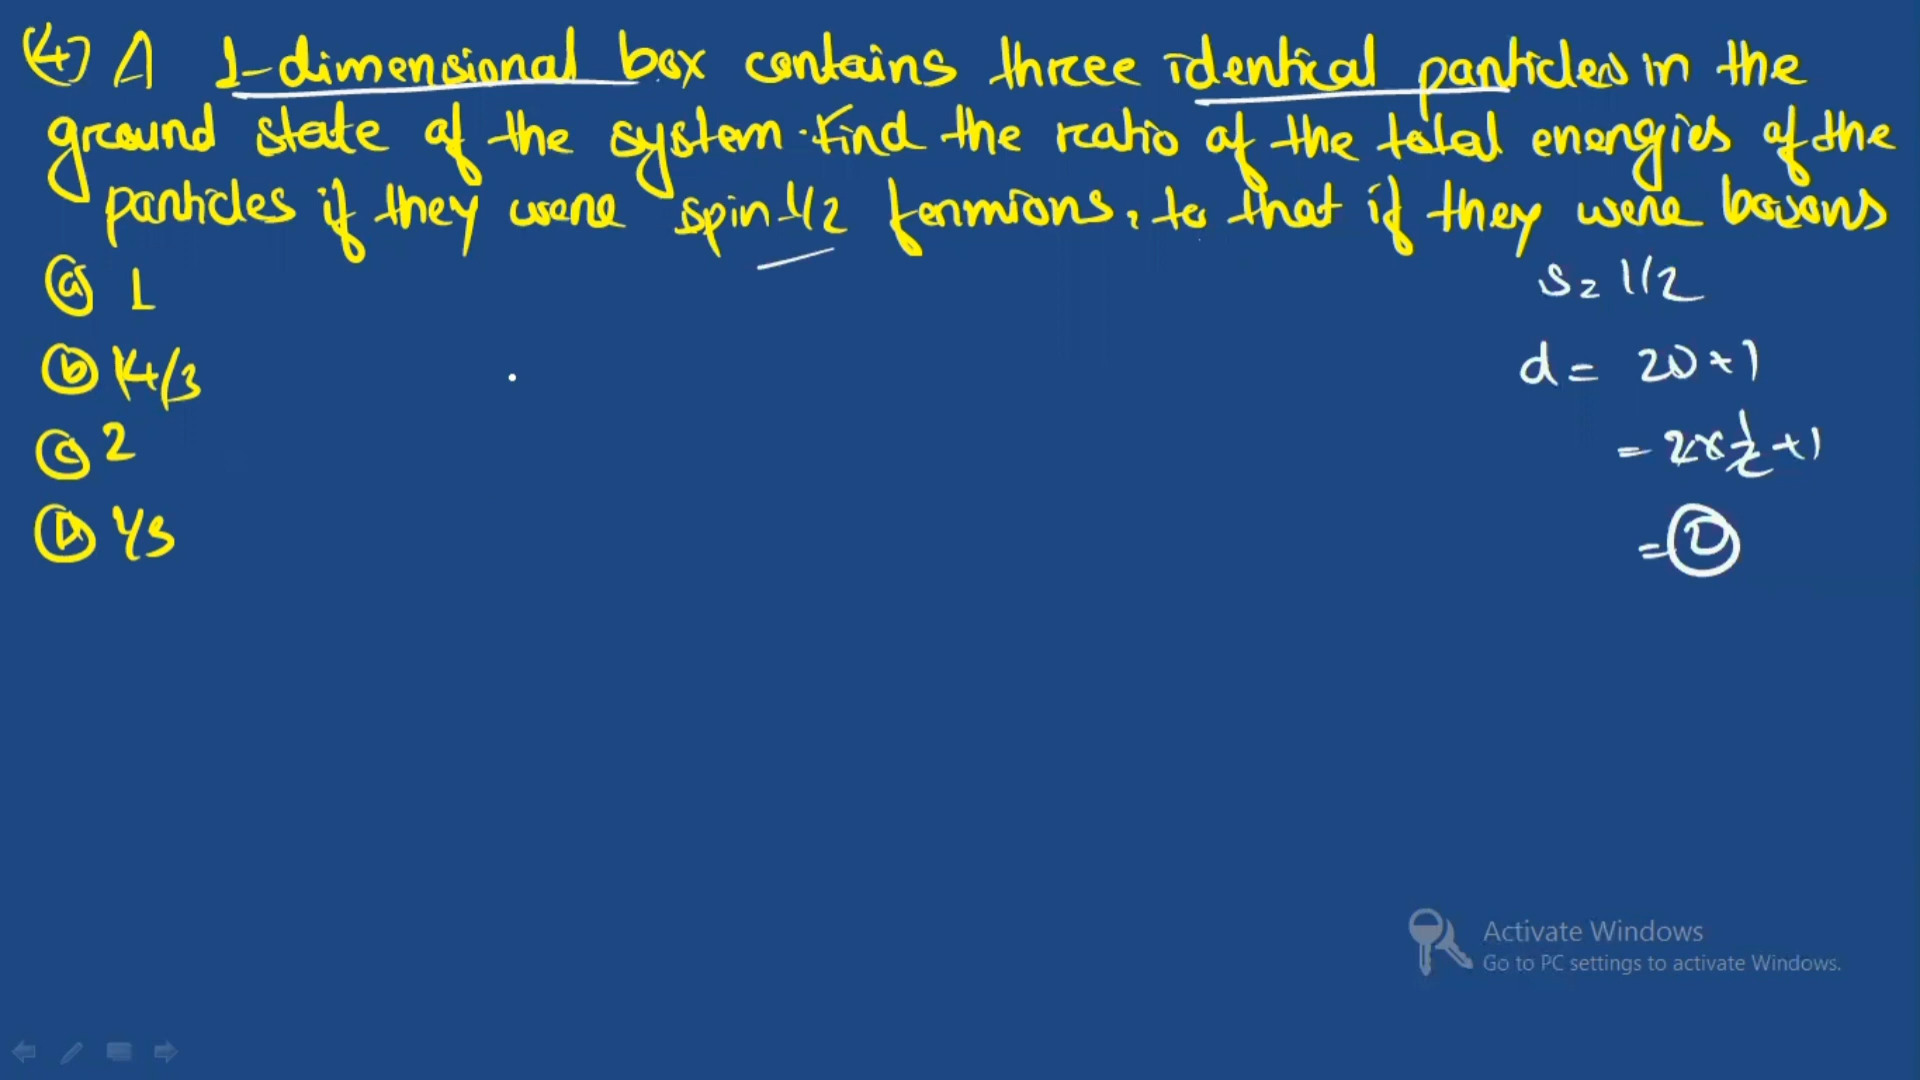 (4) A 1-dimensional box contains three identical particles in the
ground state of the system. Find the ratio of the total energies of the
particles if they were spin-1/2 fermions, to that if they were bosons
(a) 1
(b) 4/3
(c) 2
(D) 1/3
S = 1/2
d = 2s+1
= 2x1/2+1
= 2
Activate Windows
Go to PC settings to activate Windows.